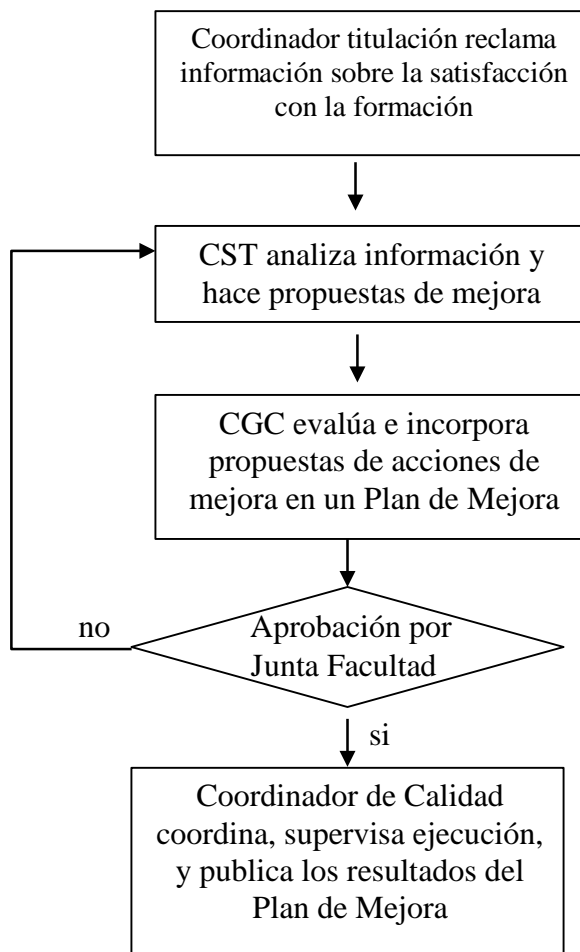 Coordinador titulación reclama
información sobre la satisfacción
con la formación
CST analiza información y
hace propuestas de mejora
CGC evalúa e incorpora
propuestas de acciones de
mejora en un Plan de Mejora
no
Aprobación por
Junta Facultad
si
Coordinador de Calidad
coordina, supervisa ejecución,
y publica los resultados del
Plan de Mejora